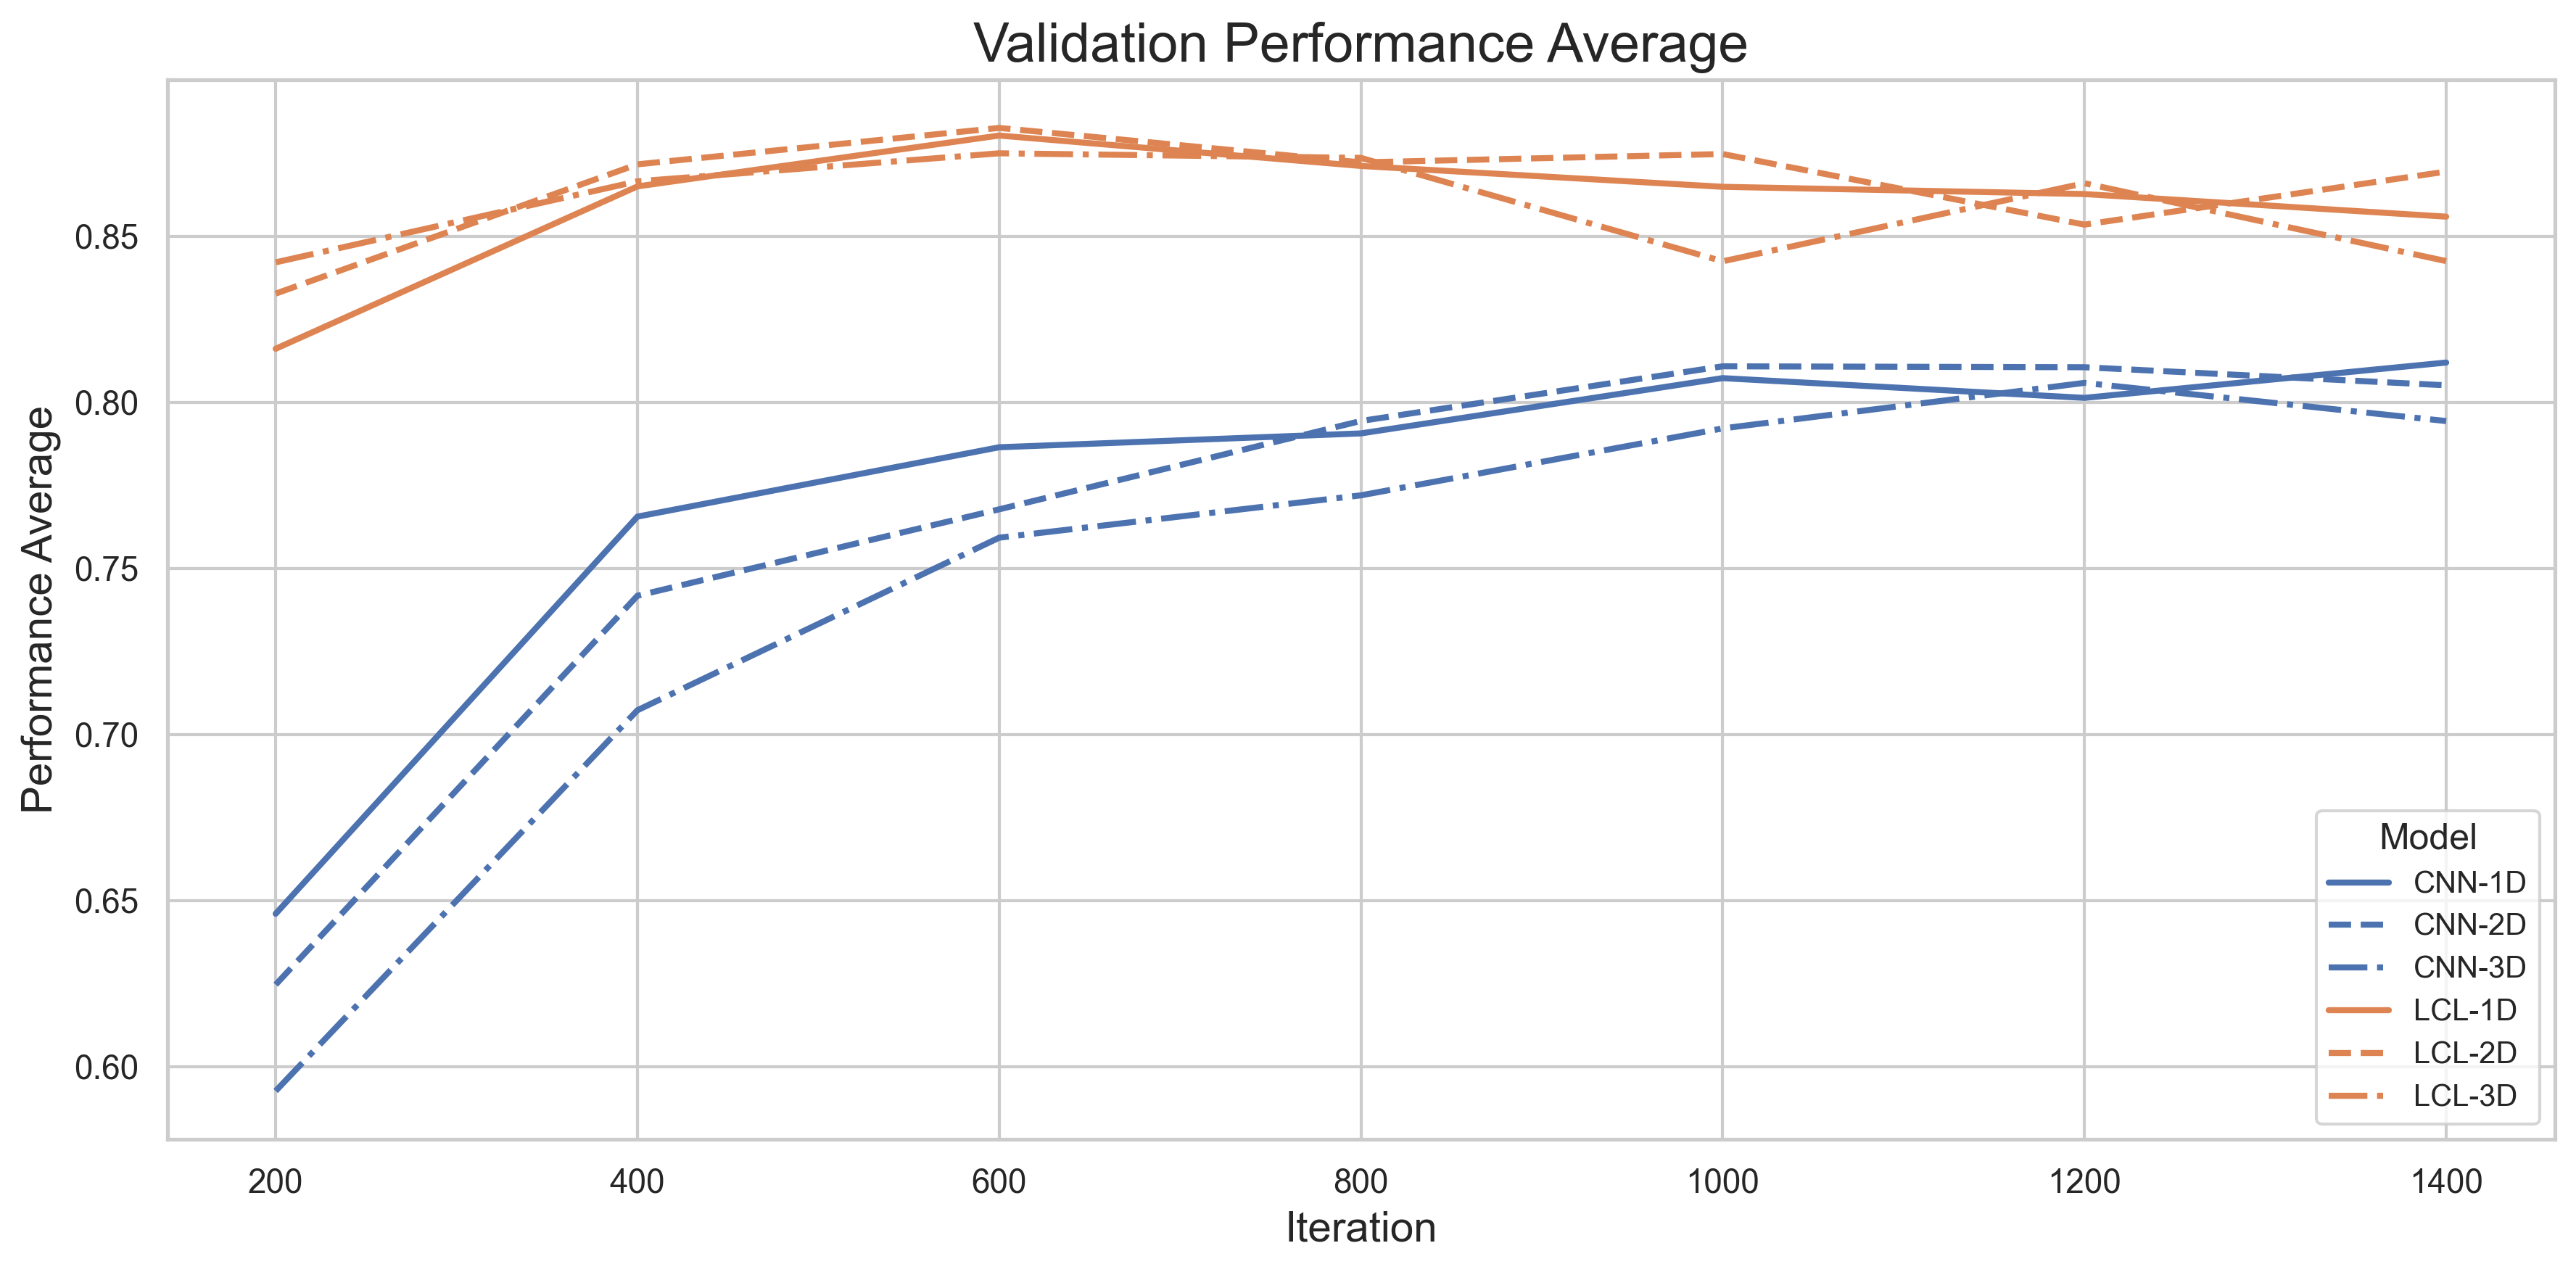 Validation Performance Average
Performance Average
0.85
0.80
0.75
0.70
0.65
0.60
200 400 600 800 1000 1200 1400
Iteration
Model
CNN-1D
CNN-2D
CNN-3D
LCL-1D
LCL-2D
LCL-3D